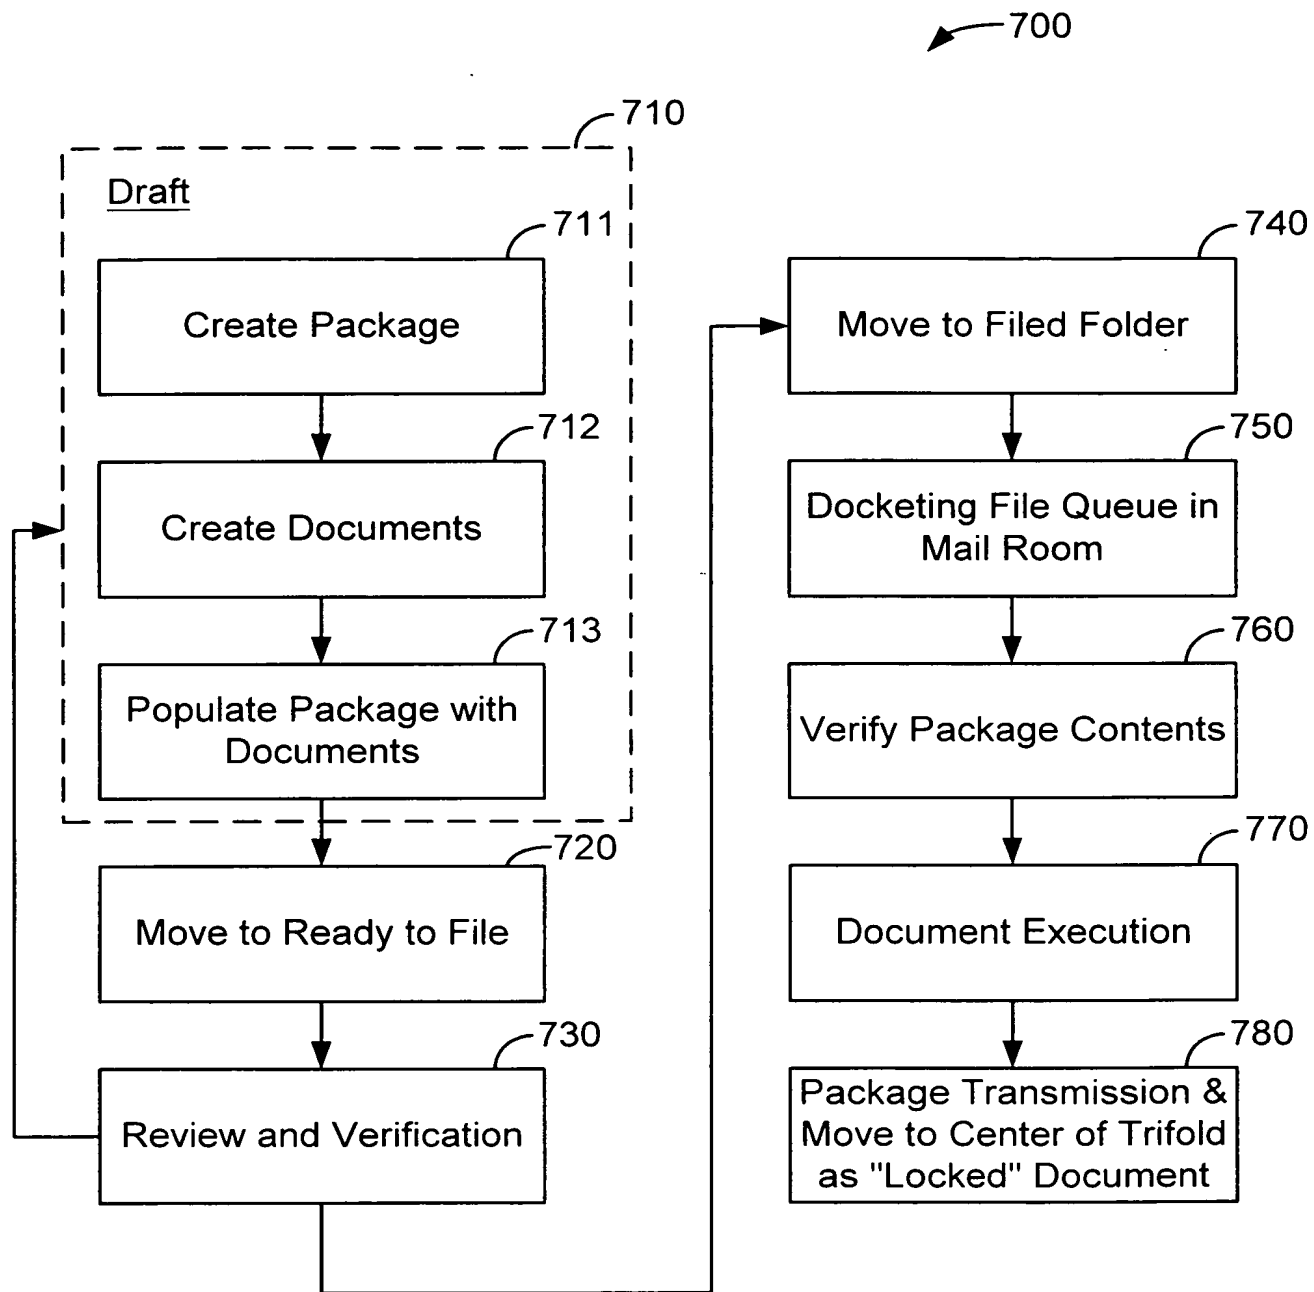 700
710
Draft
711
Create Package
712
Create Documents
713
Populate Package with
Documents
720
Move to Ready to File
730
Review and Verification
740
Move to Filed Folder
750
Docketing File Queue in
Mail Room
760
Verify Package Contents
770
Document Execution
780
Package Transmission &
Move to Center of Trifold
as "Locked" Document